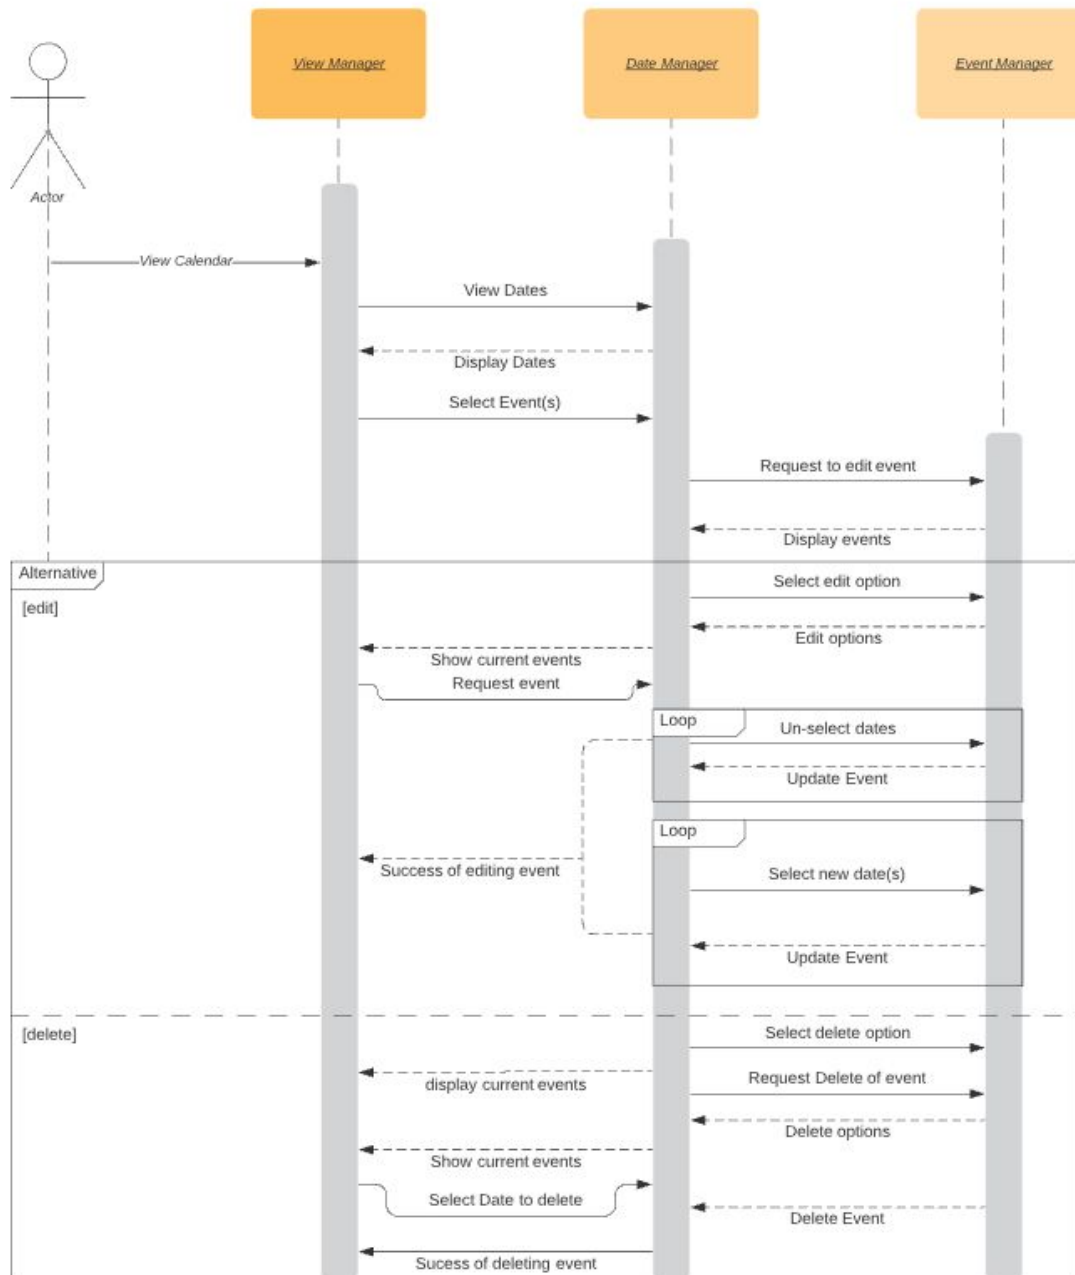 View Manager
Date Manager
Event Manager
Actor
View Calendar
View Dates
Display Dates
Select Event(s)
Request to edit event
Display events
Alternative
Select edit option
[edit]
Edit options
Show current events
Request event
Loop
Un-select dates
Update Event
Loop
Success of editing event
Select new date(s)
Update Event
[delete]
Select delete option
display current events
Request Delete of event
Delete options
Show current events
Select Date to delete
Delete Event
Sucess of deleting event